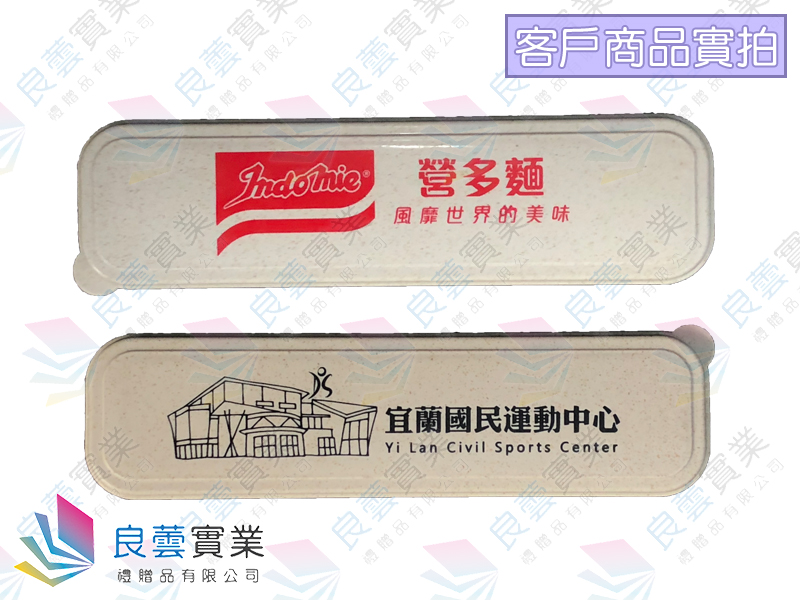 客戶商品實拍
Indomie®
營多麵
風靡世界的美味
宜蘭國民運動中心
Yi Lan Civil Sports Center
良雲實業
禮贈品有限公司